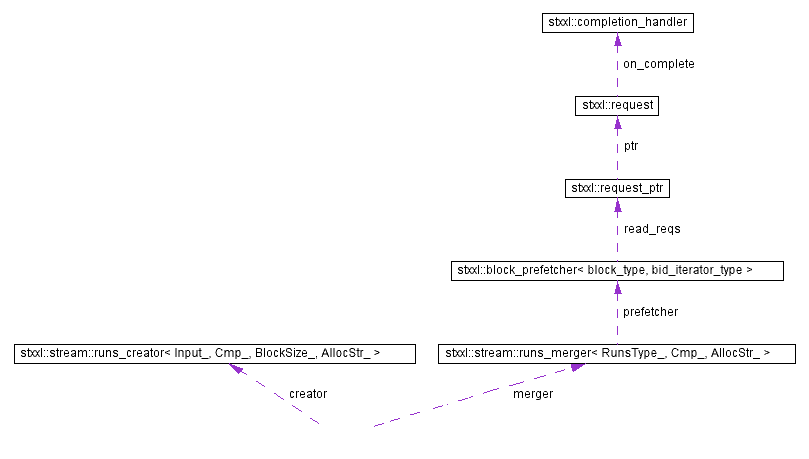 stxxl::completion_handler
on_complete
stxxl::request
ptr
stxxl::request_ptr
read_reqs
stxxl::block_prefetcher< block_type, bid_iterator_type >
prefetcher
stxxl::stream::runs_creator< Input_, Cmp_, BlockSize_, AllocStr_ >
stxxl::stream::runs_merger< RunsType_, Cmp_, AllocStr_ >
creator
merger